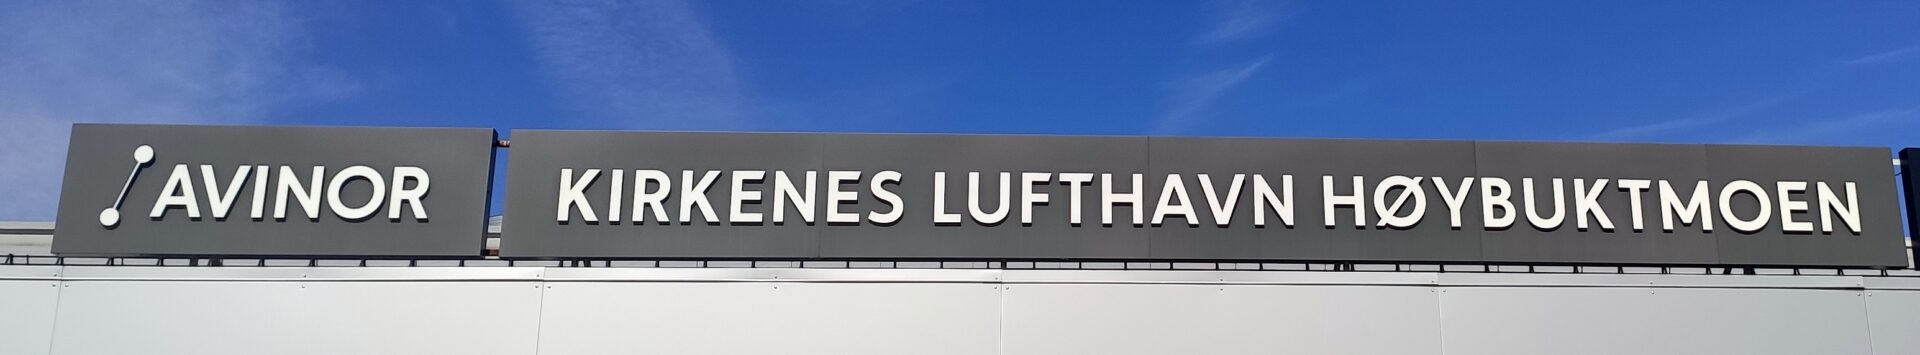 AVINOR KIRKENES LUFTHAVN HØYBUKTMOEN